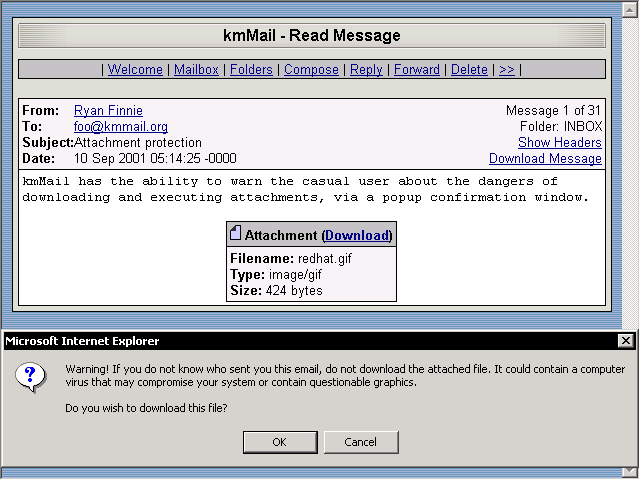 kmMail - Read Message
| Welcome | Mailbox | Folders | Compose | Reply | Forward | Delete | >> |
From: Ryan Finnie
Message 1 of 31
To: foo@kmmail.org
Folder: INBOX
Subject:Attachment protection
Show Headers
Date: 10 Sep 2001 05:14:25 -0000
Download Message
kmMail has the ability to warn the casual user about the dangers of
downloading and executing attachments, via a popup confirmation window.
Attachment (Download)
Filename: redhat.gif
Type: image/gif
Size: 424 bytes
Microsoft Internet Explorer
Warning! If you do not know who sent you this email, do not download the attached file. It could contain a computer
virus that may compromise your system or contain questionable graphics.
Do you wish to download this file?
OK
Cancel